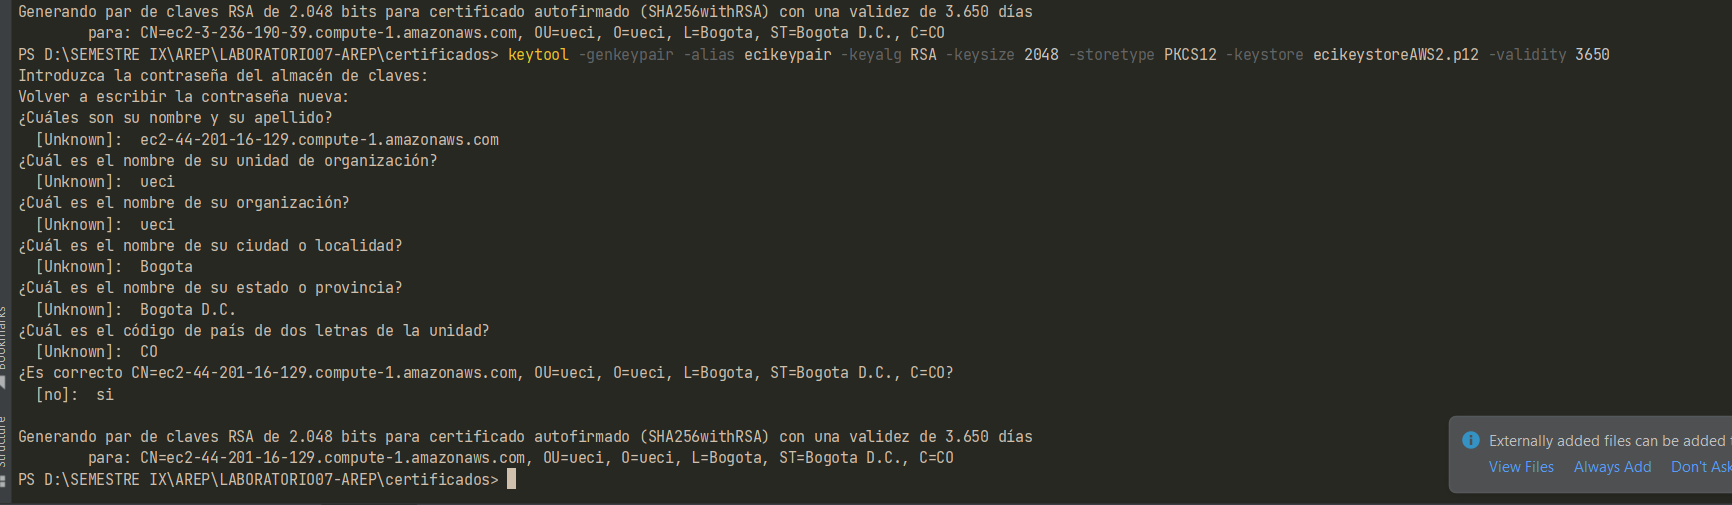 Generando par de claves RSA de 2.048 bits para certificado autofirmado (SHA256withRSA) con una validez de 3.650 días
para: CN=ec2-3-236-190-39.compute-1.amazonaws.com, OU=ueci, O=ueci, L=Bogota, ST=Bogota D.C., C=CO
PS D:\SEMESTRE IX\AREP\LABORATORIO07-AREP\certificados> keytool -genkeypair -alias ecikeypair -keyalg RSA -keysize 2048 -storetype PKCS12 -keystore ecikeystoreAWS2.p12 -validity 3650
Introduzca la contraseña del almacén de claves:
Volver a escribir la contraseña nueva:
¿Cuáles son su nombre y su apellido?
[Unknown]:  ec2-44-201-16-129.compute-1.amazonaws.com
¿Cuál es el nombre de su unidad de organización?
[Unknown]:  ueci
¿Cuál es el nombre de su organización?
[Unknown]:  ueci
¿Cuál es el nombre de su ciudad o localidad?
[Unknown]:  Bogota
¿Cuál es el nombre de su estado o provincia?
[Unknown]:  Bogota D.C.
¿Cuál es el código de país de dos letras de la unidad?
[Unknown]:  CO
¿Es correcto CN=ec2-44-201-16-129.compute-1.amazonaws.com, OU=ueci, O=ueci, L=Bogota, ST=Bogota D.C., C=CO?
[no]:  si
Generando par de claves RSA de 2.048 bits para certificado autofirmado (SHA256withRSA) con una validez de 3.650 días
para: CN=ec2-44-201-16-129.compute-1.amazonaws.com, OU=ueci, O=ueci, L=Bogota, ST=Bogota D.C., C=CO
PS D:\SEMESTRE IX\AREP\LABORATORIO07-AREP\certificados>
Bookmarks
Structure
Externally added files can be added
View Files Always Add Don't Ask